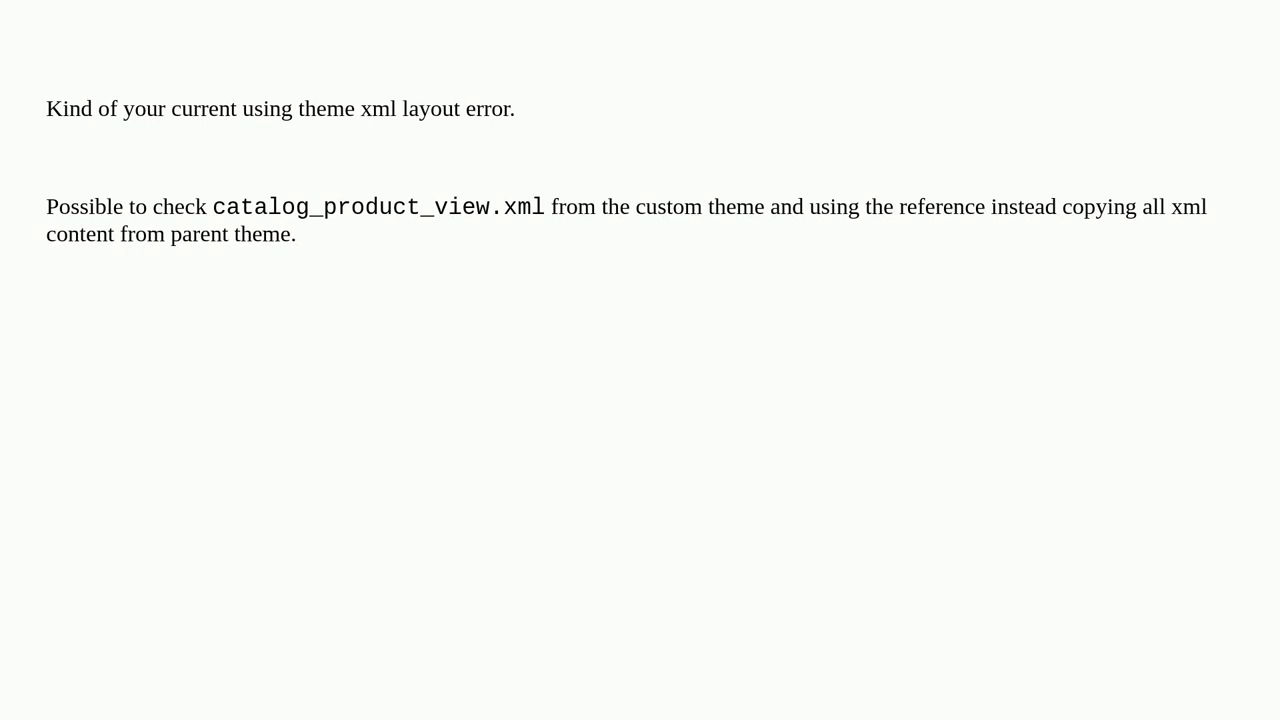 Kind of your current using theme xml layout error.
Possible to check catalog_product_view.xml from the custom theme and using the reference instead copying all xml
content from parent theme.